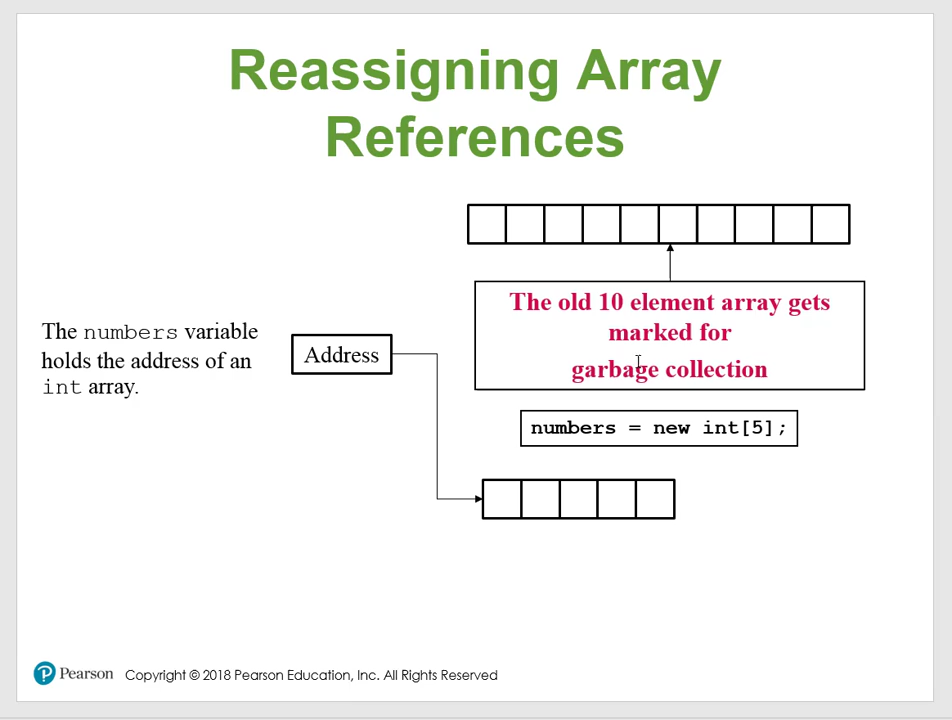 Reassigning Array
References
The old 10 element array gets
marked for
garbage collection
The numbers variable
holds the address of an
int array.
Address
numbers = new int[5];
P Pearson
Copyright © 2018 Pearson Education, Inc. All Rights Reserved